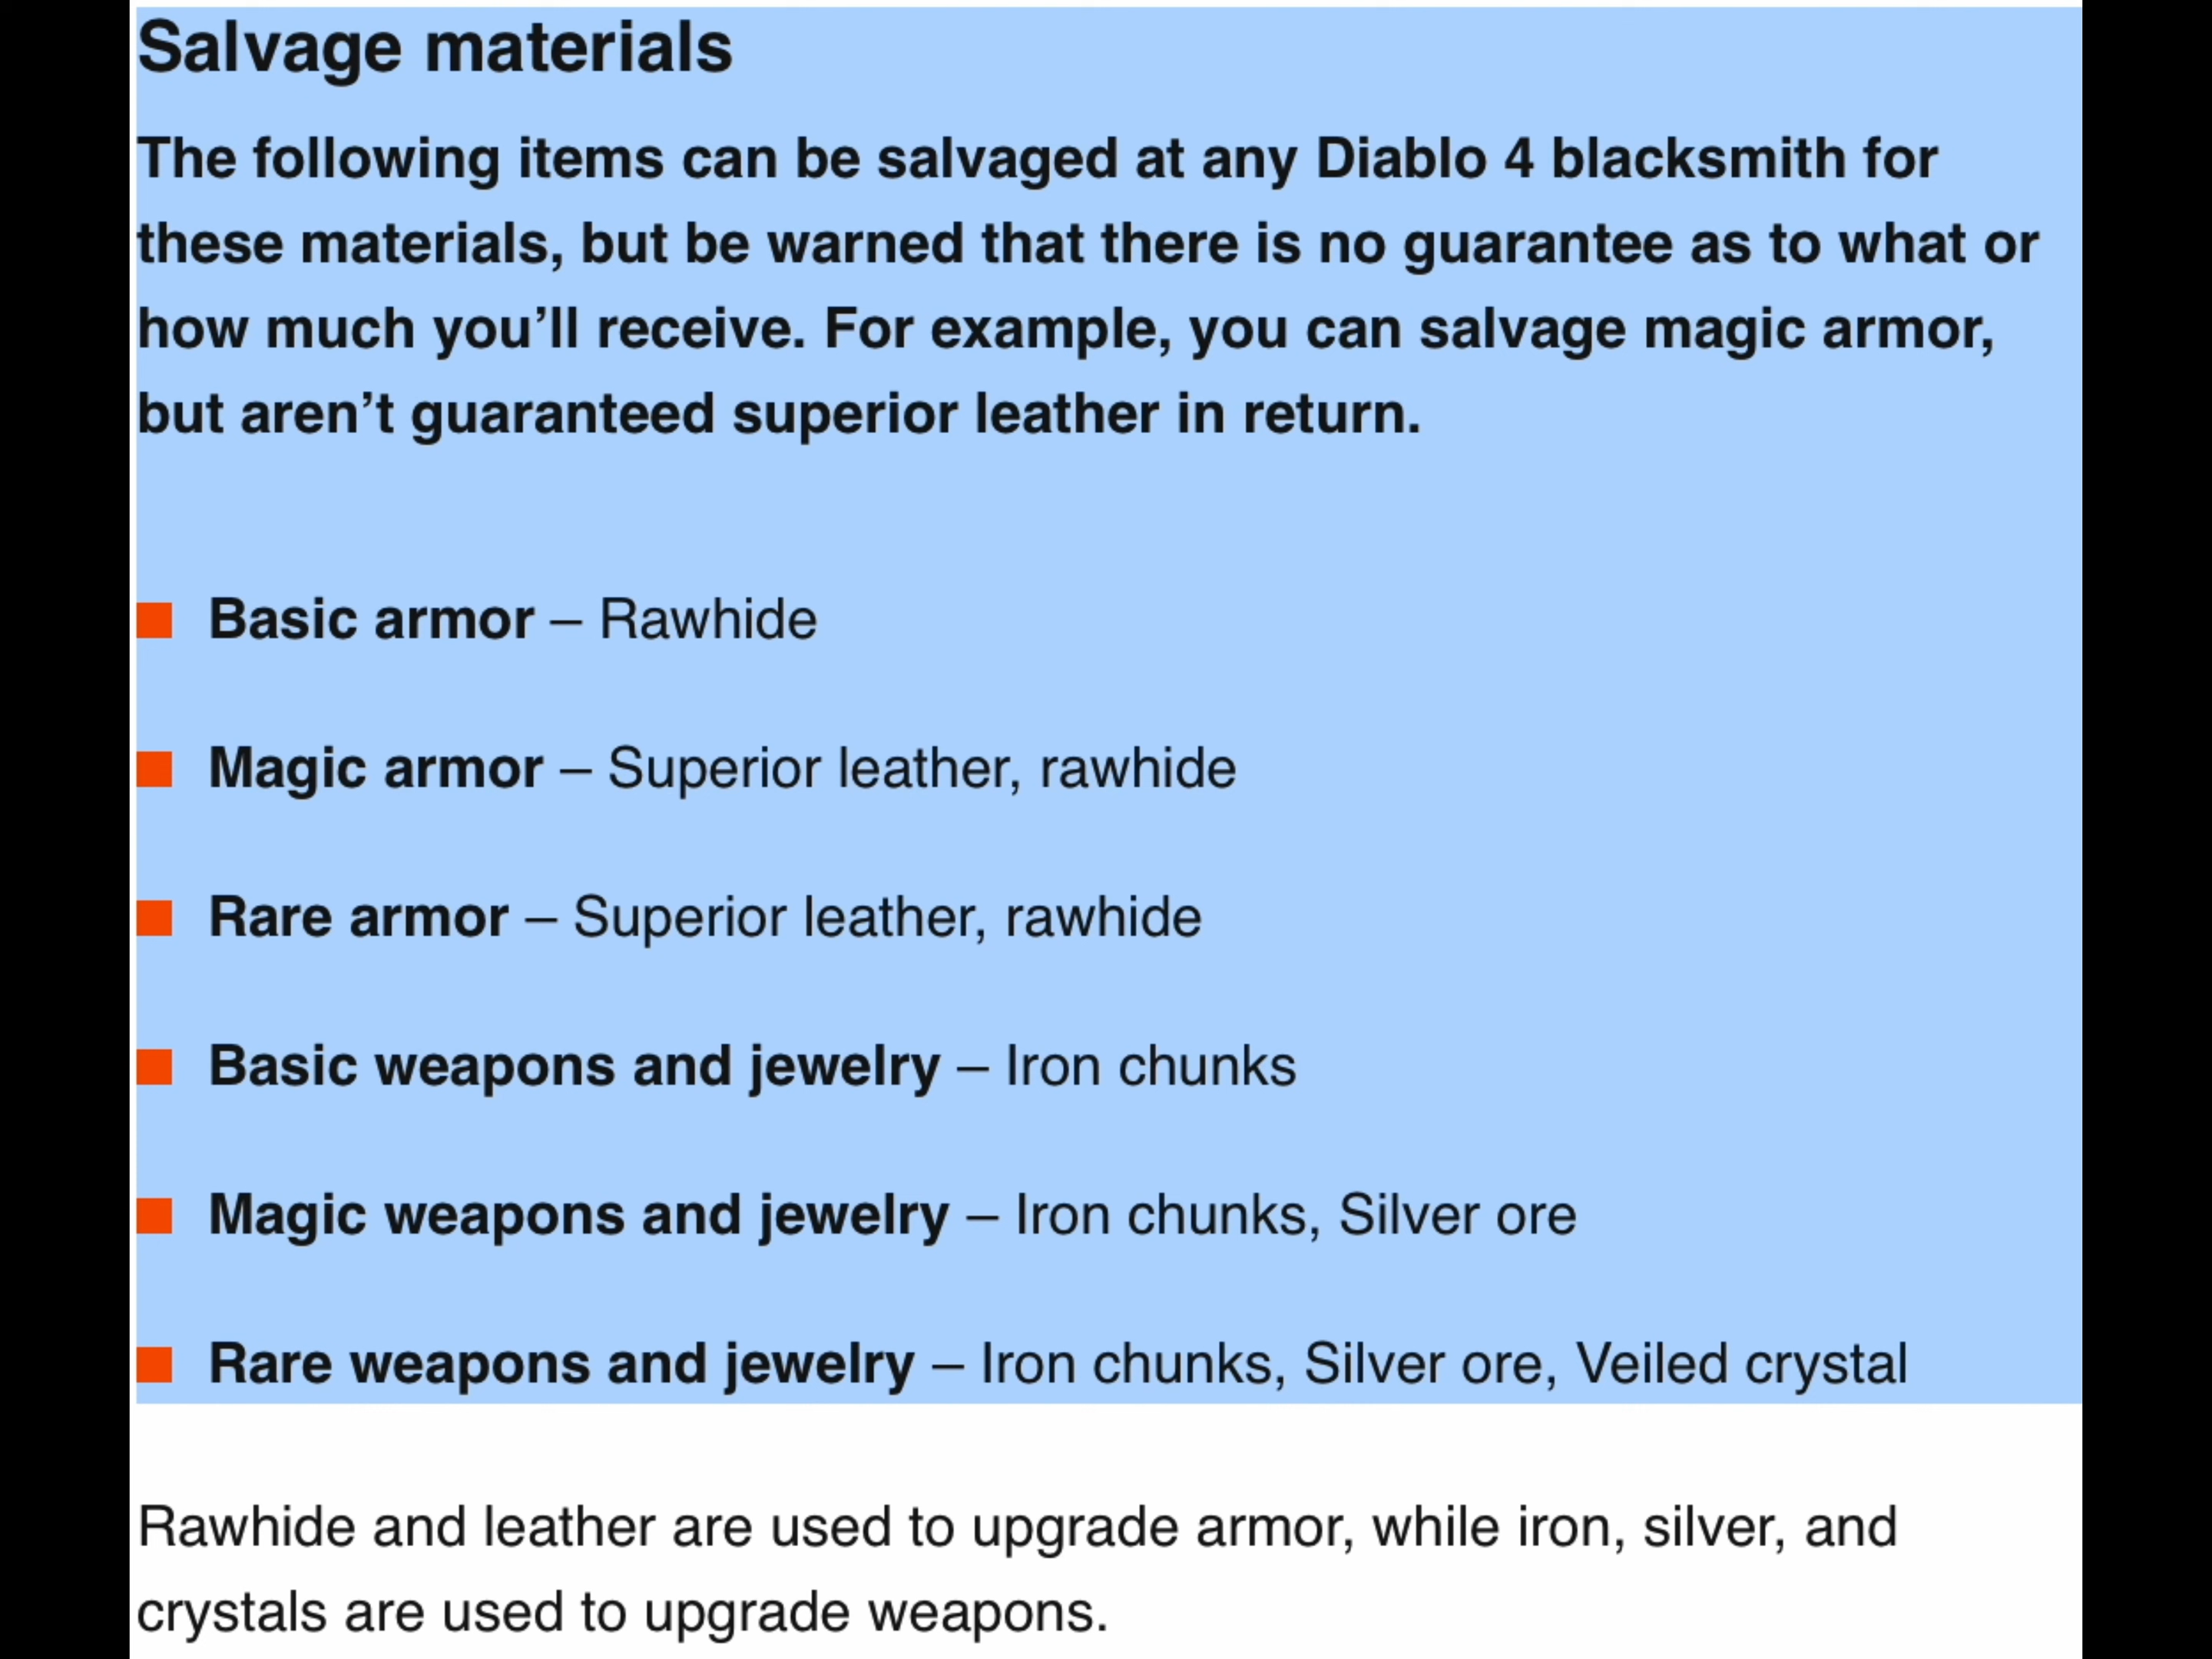 Salvage materials
The following items can be salvaged at any Diablo 4 blacksmith for
these materials, but be warned that there is no guarantee as to what or
how much you’ll receive. For example, you can salvage magic armor,
but aren’t guaranteed superior leather in return.
Basic armor – Rawhide
Magic armor – Superior leather, rawhide
Rare armor – Superior leather, rawhide
Basic weapons and jewelry – Iron chunks
Magic weapons and jewelry – Iron chunks, Silver ore
Rare weapons and jewelry – Iron chunks, Silver ore, Veiled crystal
Rawhide and leather are used to upgrade armor, while iron, silver, and
crystals are used to upgrade weapons.